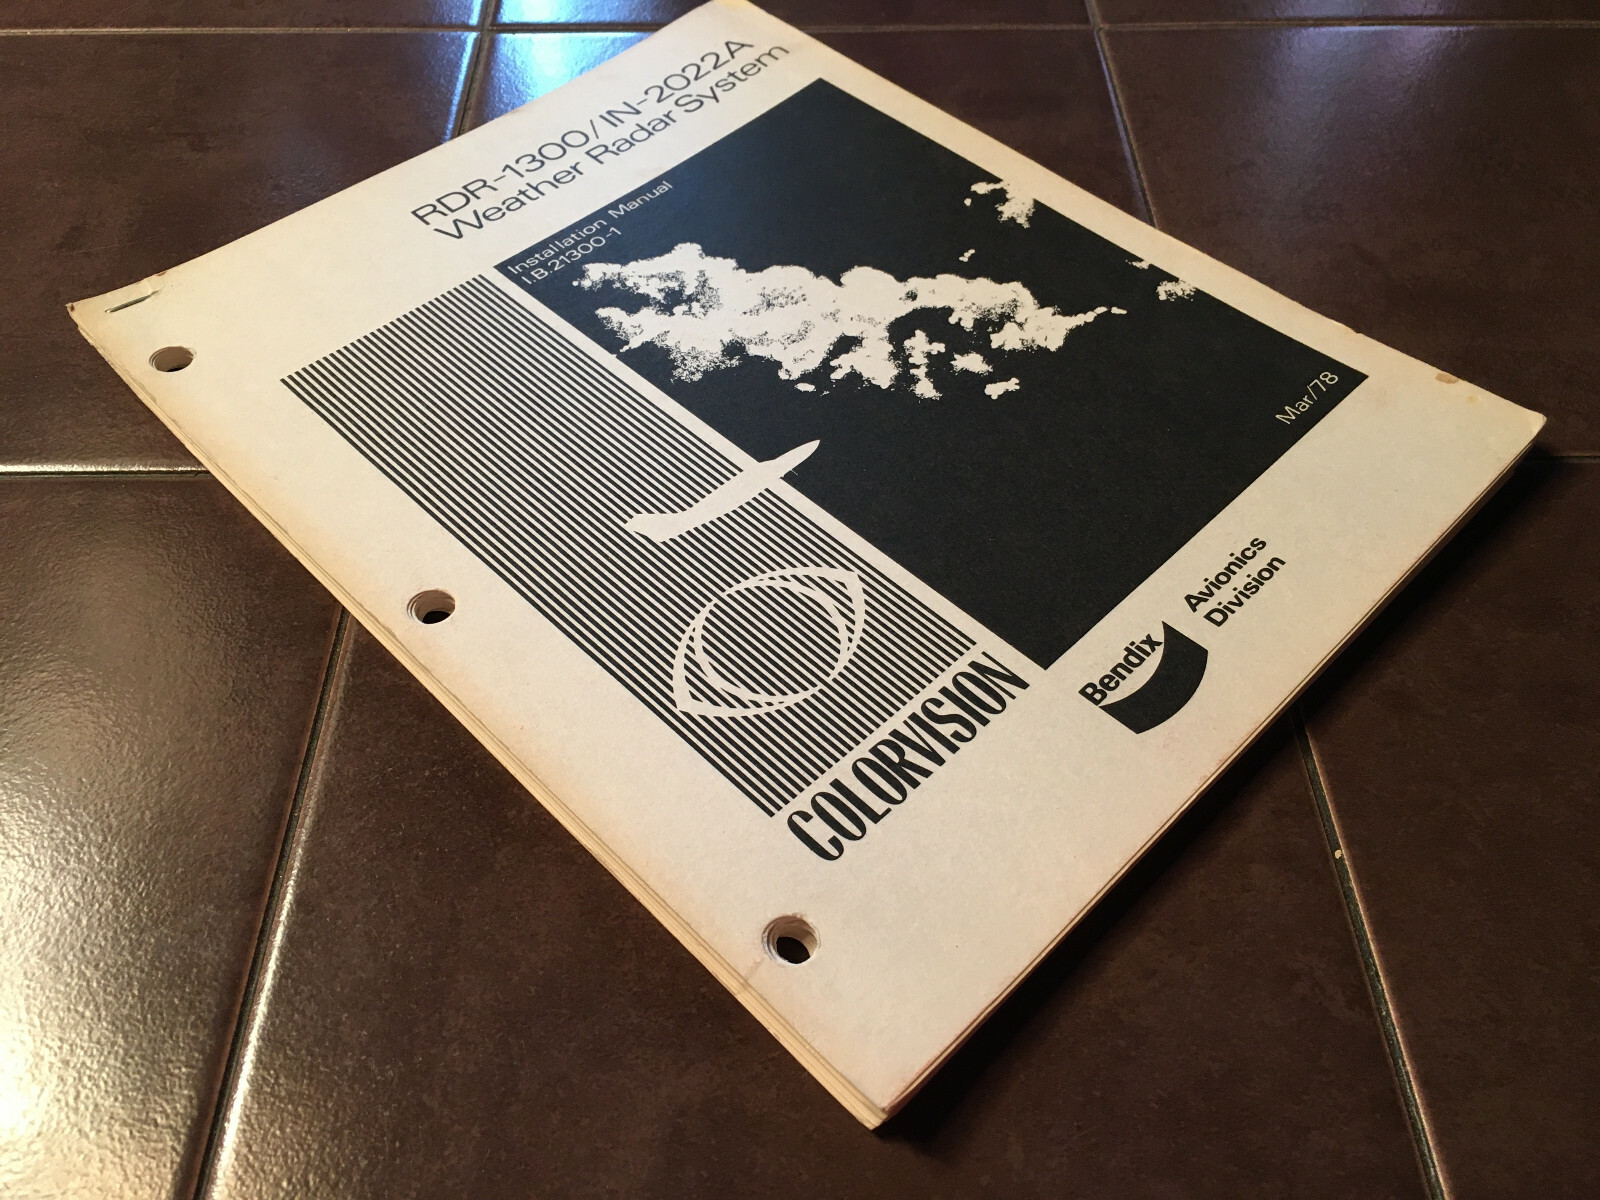 RDR-1300/IN-2022A
Weather Radar System
Installation Manual
I.B.21300-1
Mar/78
COLORVISION
Bendix
Avionics
Division